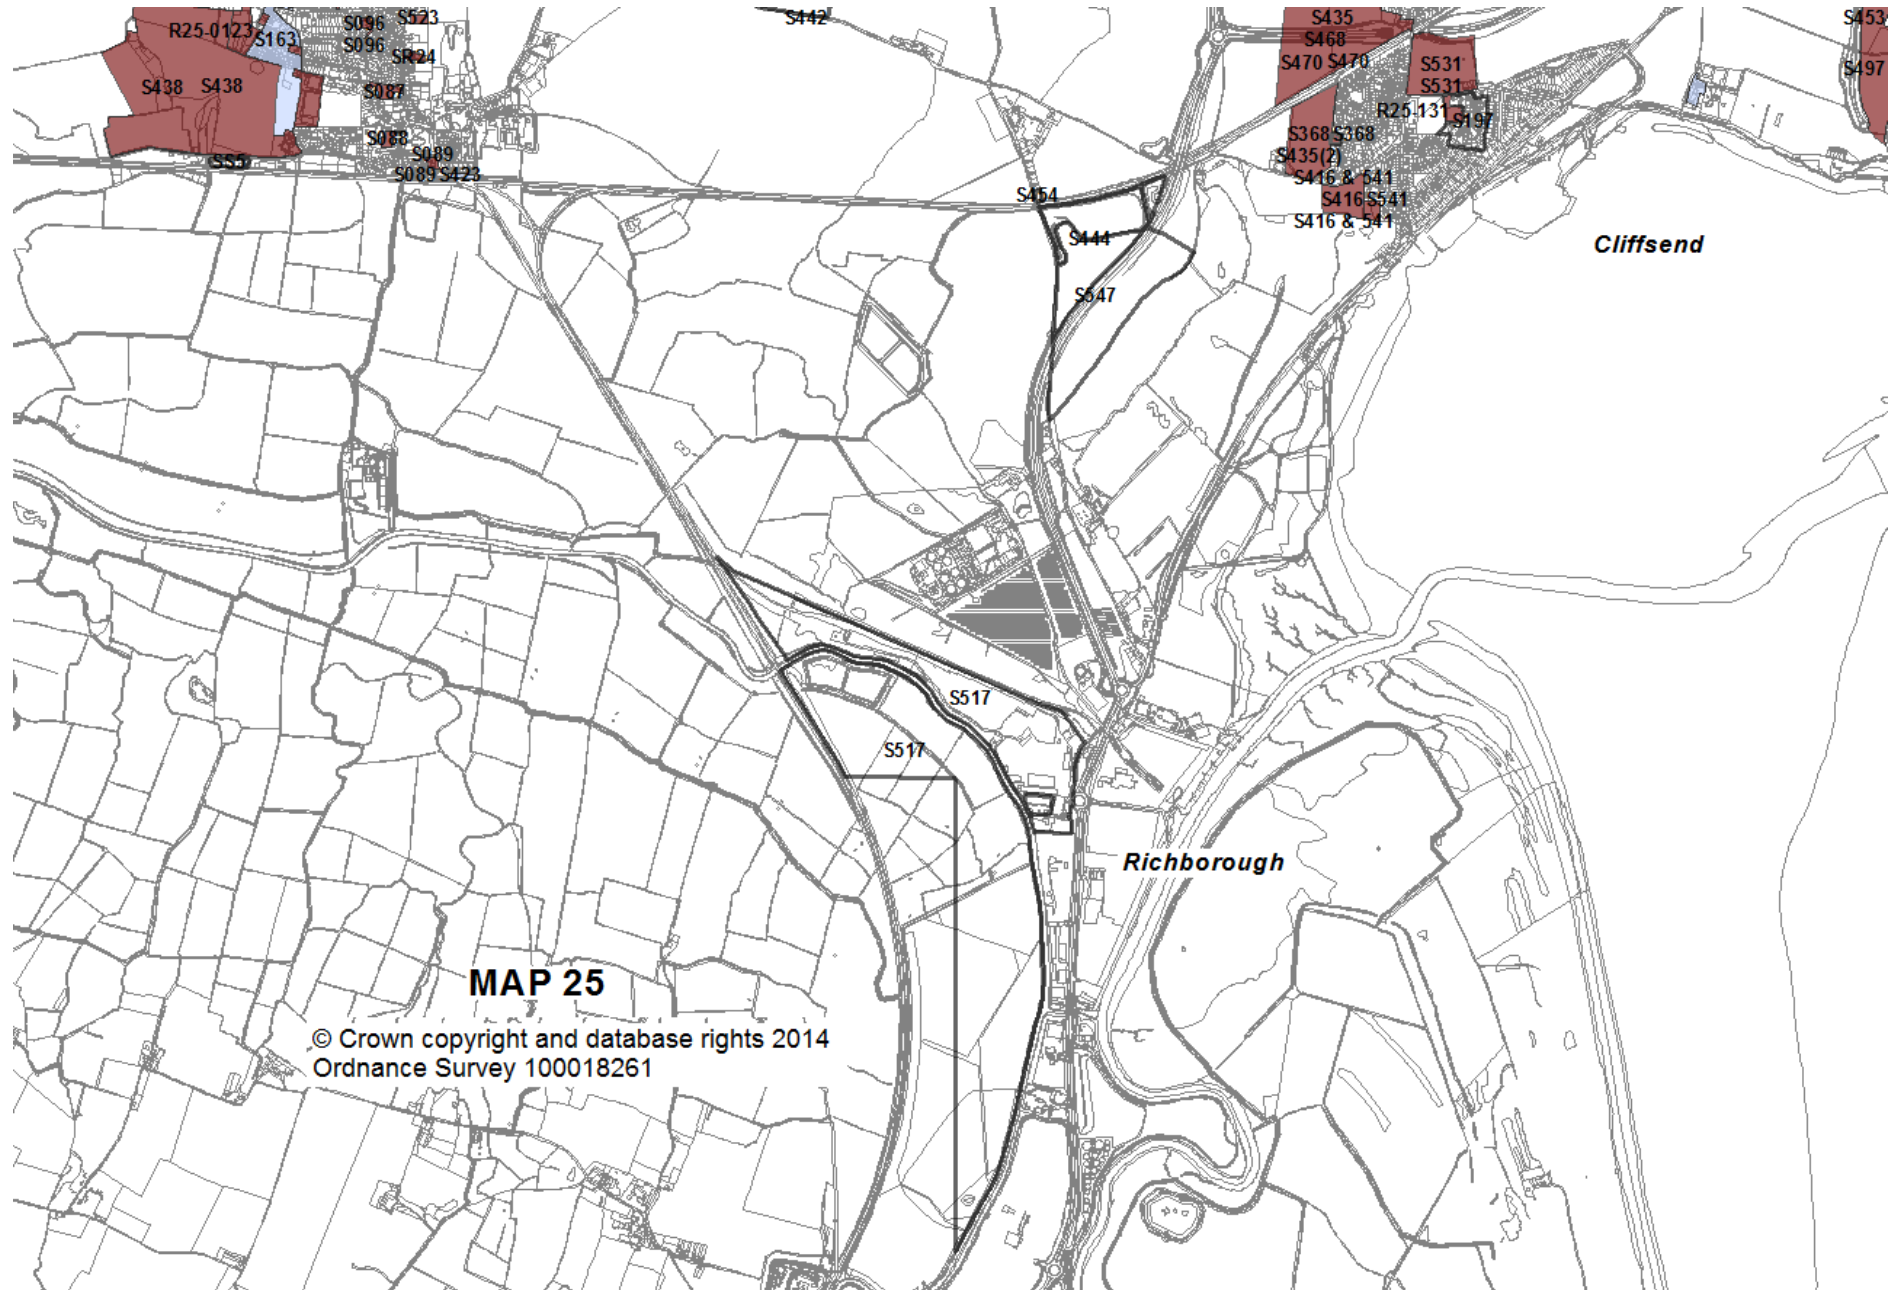 S523
S096
R25-0123
S163
S096
SR24
S438
S438
S087
S088
S089
SS5
S089
S423
S442
S435
S468
S470
S470
S531
S531
R25-131
S197
S368
S368
S435(2)
S416 & 541
S416
S541
S416 & 541
S453
S497
Cliffsend
S454
S444
S547
S517
S517
Richborough
MAP 25
© Crown copyright and database rights 2014
Ordnance Survey 100018261